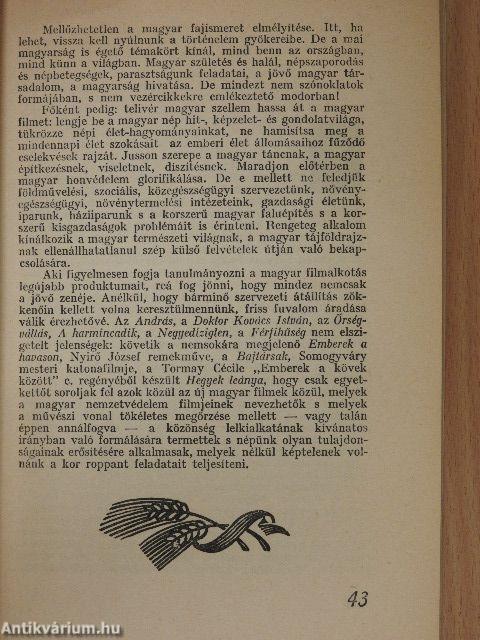 Mellőzhetetlen a magyar fajismeret elmélyítése. Itt, ha
lehet, vissza kell nyúlnunk a történelem gyökereibe. De a mai
magyarság is égető témakört kínál, mind benn az országban,
mind künn a világban. Magyar születés és halál, népszaporodás
és népbetegségek, parasztságunk feladatai, a jövő magyar tár-
sadalom, a magyarság hivatása. De mindezt nem szónoklatok
formájában, s nem vezércikkekre emlékeztető modorban!
Főként pedig: telivér magyar szellem hassa át a magyar
filmet: lengje be a magyar nép hit-, képzelet- és gondolatvilága,
tükrözze népi élet-hagyományainkat, ne hamisítsa meg a
mindennapi élet szokásait az emberi élet állomásaihoz fűződő
cselekvések rajzát. Jusson szerepe a magyar táncnak, a magyar
építkezésnek, viseletnek, díszítésnek. Maradjon előtérben a
magyar honvédelem glorifikálása. De e mellett ne feledjük
földművelési, szociális, közegészségügyi szervezetünk, növény-
egészségügyi, növénytermelési intézeteink, gazdasági életünk,
iparunk, háziiparunk s a korszerű magyar faluépítés s a kor-
szerű kisgazdaságok problémáit is érinteni. Rengeteg alkalom
kínálkozik a magyar természeti világnak, a magyar tájföldrajz-
nak ellenállhatatlanul szép külső felvételek útján való bekap-
csolására.
Aki figyelmesen fogja tanulmányozni a magyar filmalkotás
legújabb produktumait, reá fog jönni, hogy mindez nemcsak
a jövő zenéje. Anélkül, hogy bárminő szervezeti átállítás zök-
kenőin kellett volna keresztülmennünk, friss fuvalom áradása
válik érezhetővé. Az András, a Doktor Kovács István, az Őrség-
váltás, A harmincadik, a Negyedíziglen, a Férfihűség nem elszi-
getelt jelenségek: követik a nemsokára megjelenő Emberek a
havason, Nyirő József remekműve, a Bajtársak, Somogyváry
mesteri katonafilmje, a Tormay Cécile „Emberek a kövek
között” c. regényéből készült Hegyek leánya, hogy csak egyet-
kettőt soroljak fel azok közül az új magyar filmek közül, melyek
a magyar nemzetvédelem filmjeinek nevezhetők s melyek
a művészi vonal tökéletes megőrzése mellett — vagy talán
éppen annálfogva — a közönség lelkialkatának kívánatos
irányban való formálására termettek s népünk olyan tulajdon-
ságainak erősítésére alkalmasak, melyek nélkül képtelenek vol-
nánk a kor roppant feladatait teljesíteni.
43
Antikvárium.hu